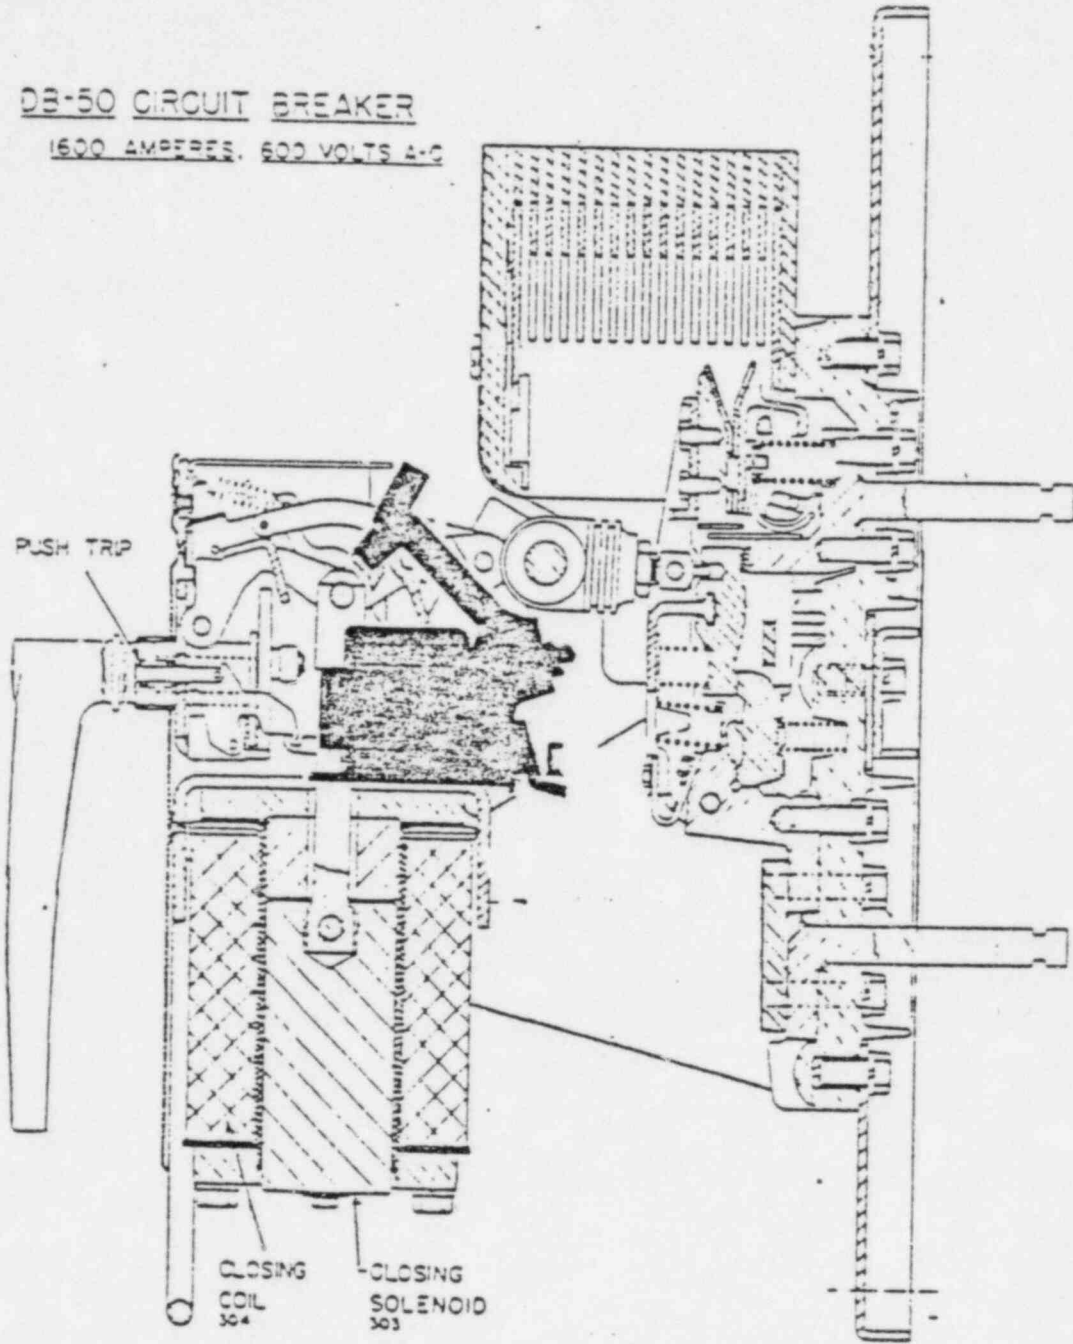 DB-50 CIRCUIT BREAKER
1600 AMPERES, 600 VOLTS A-C
PUSH TRIP
CLOSING
COIL
304
CLOSING
SOLENOID
303